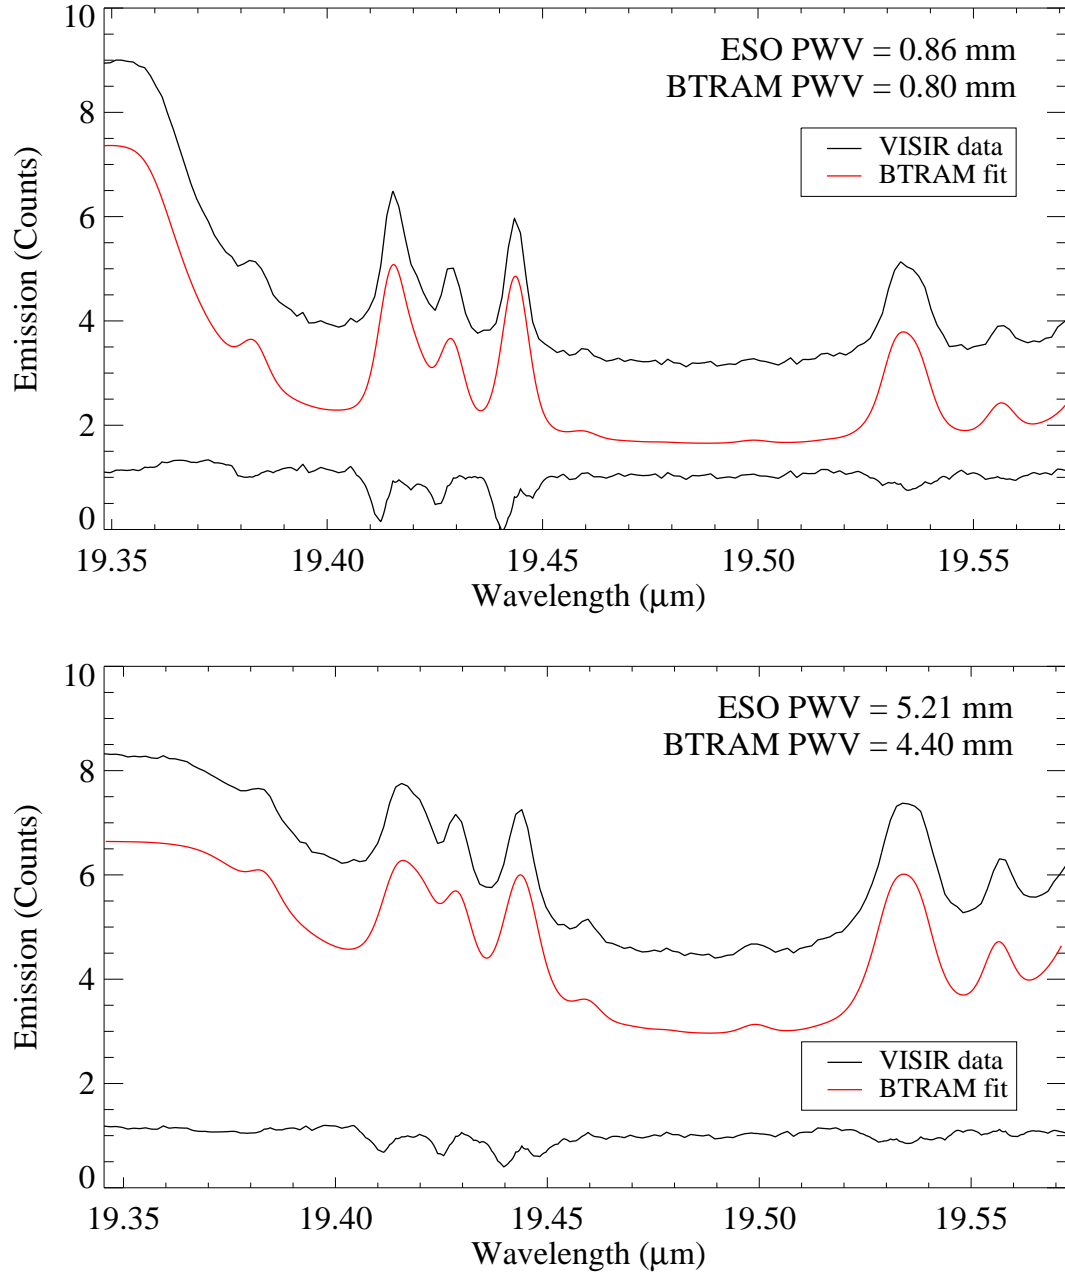 10
ESO PWV = 0.86 mm
BTRAM PWV = 0.80 mm
8
VISIR data
BTRAM fit
6
4
2
0
Emission (Counts)
19.35 19.40 19.45 19.50 19.55
Wavelength (μm)
10
ESO PWV = 5.21 mm
BTRAM PWV = 4.40 mm
8
6
4
2
0
VISIR data
BTRAM fit
Emission (Counts)
19.35 19.40 19.45 19.50 19.55
Wavelength (μm)